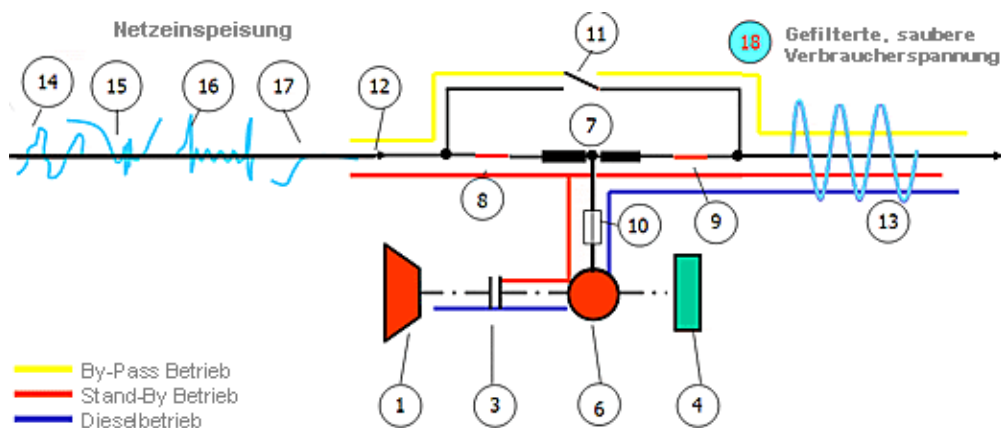 Netzeinspeisung
11
18
Gefilterte, saubere
Verbraucherspannung
14
15
16
17
12
7
8
9
10
13
1
3
6
4
By-Pass Betrieb
Stand-By Betrieb
Dieselbetrieb